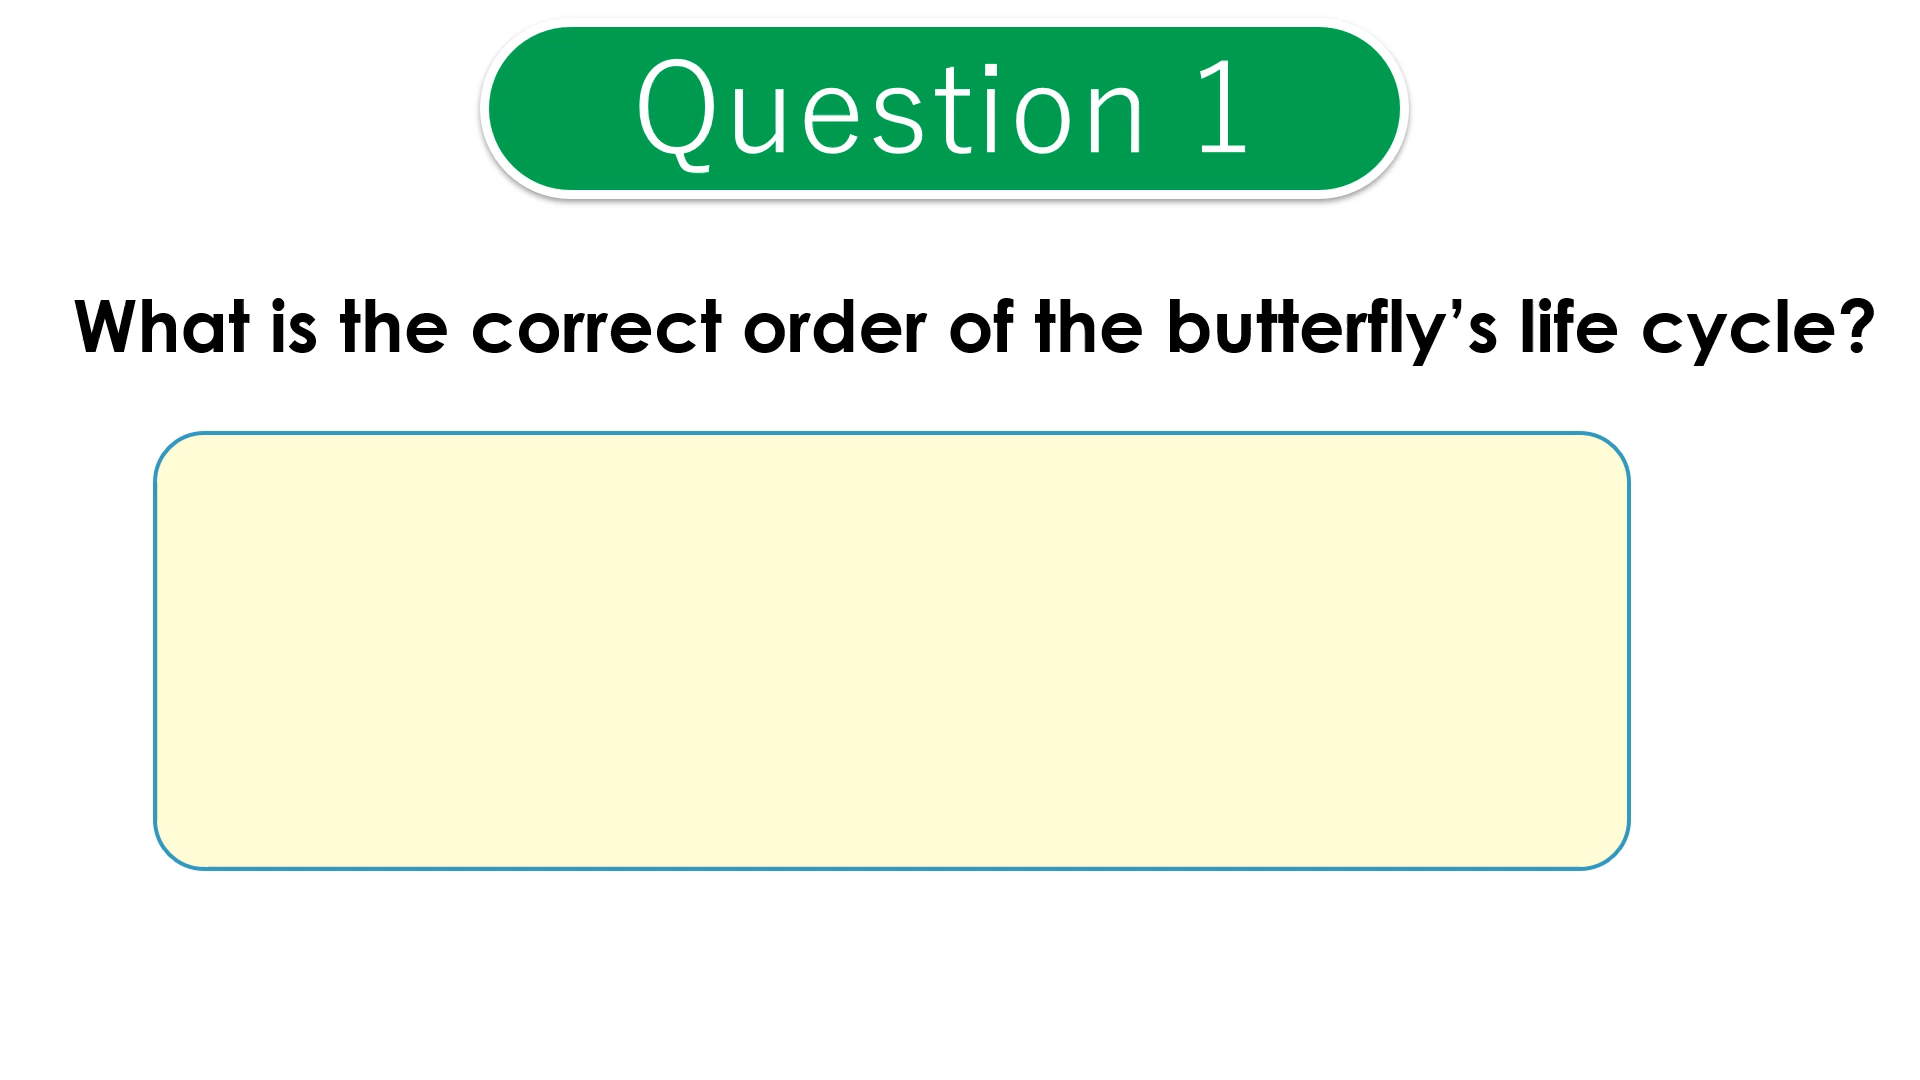 Question 1
What is the correct order of the butterfly’s life cycle?